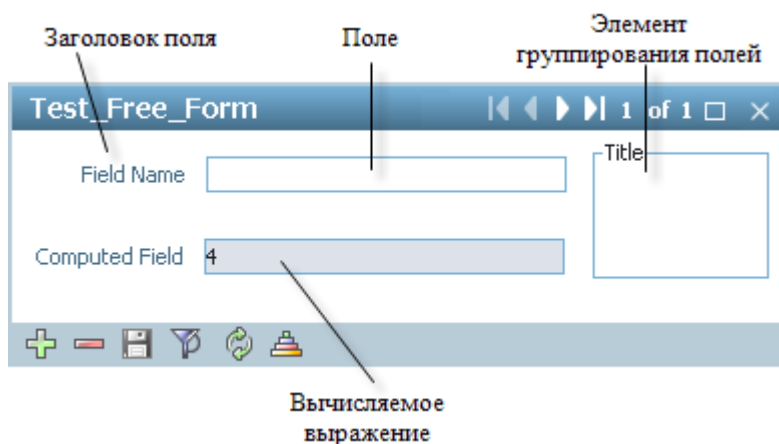 Заголовок поля
Поле
Элемент
группирования полей
Test_Free_Form
1 of 1
Field Name
Title
Computed Field
4
Вычисляемое
выражение